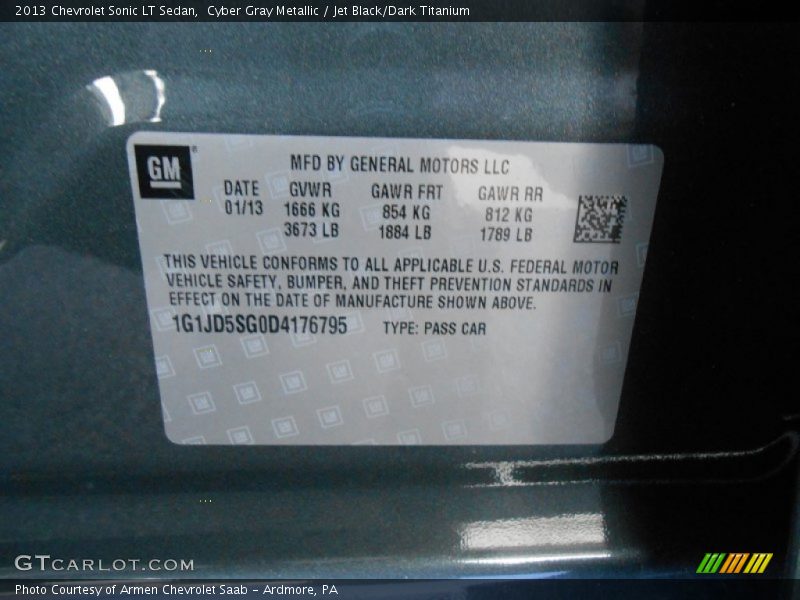 2013 Chevrolet Sonic LT Sedan,  Cyber Gray Metallic / Jet Black/Dark Titanium
GM®
MFD BY GENERAL MOTORS LLC
DATE GVWR GAWR FRT GAWR RR
01/13 1666 KG 854 KG 812 KG
3673 LB 1884 LB 1789 LB
THIS VEHICLE CONFORMS TO ALL APPLICABLE U.S. FEDERAL MOTOR
VEHICLE SAFETY, BUMPER, AND THEFT PREVENTION STANDARDS IN
EFFECT ON THE DATE OF MANUFACTURE SHOWN ABOVE.
1G1JD5SG0D4176795 TYPE: PASS CAR
GTCARLOT.COM
Photo Courtesy of Armen Chevrolet Saab - Ardmore, PA